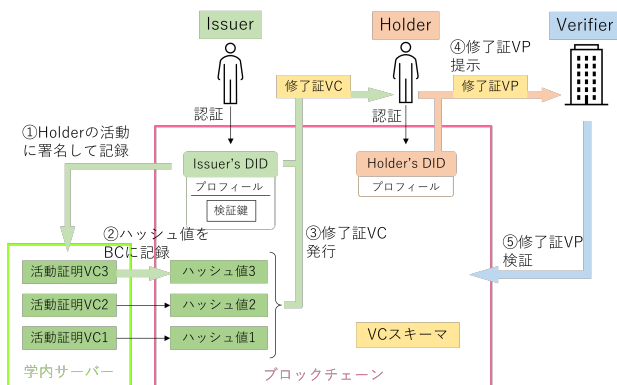 Issuer
Holder
Verifier
④修了証VP
提示
修了証VC
修了証VP
認証
認証
①Holderの活動
に署名して記録
Issuer's DID
プロフィール
検証鍵
Holder's DID
プロフィール
②ハッシュ値を
BCに記録
③修了証VC
発行
⑤修了証VP
検証
活動証明VC3
ハッシュ値3
活動証明VC2
ハッシュ値2
活動証明VC1
ハッシュ値1
VCスキーマ
学内サーバー
ブロックチェーン